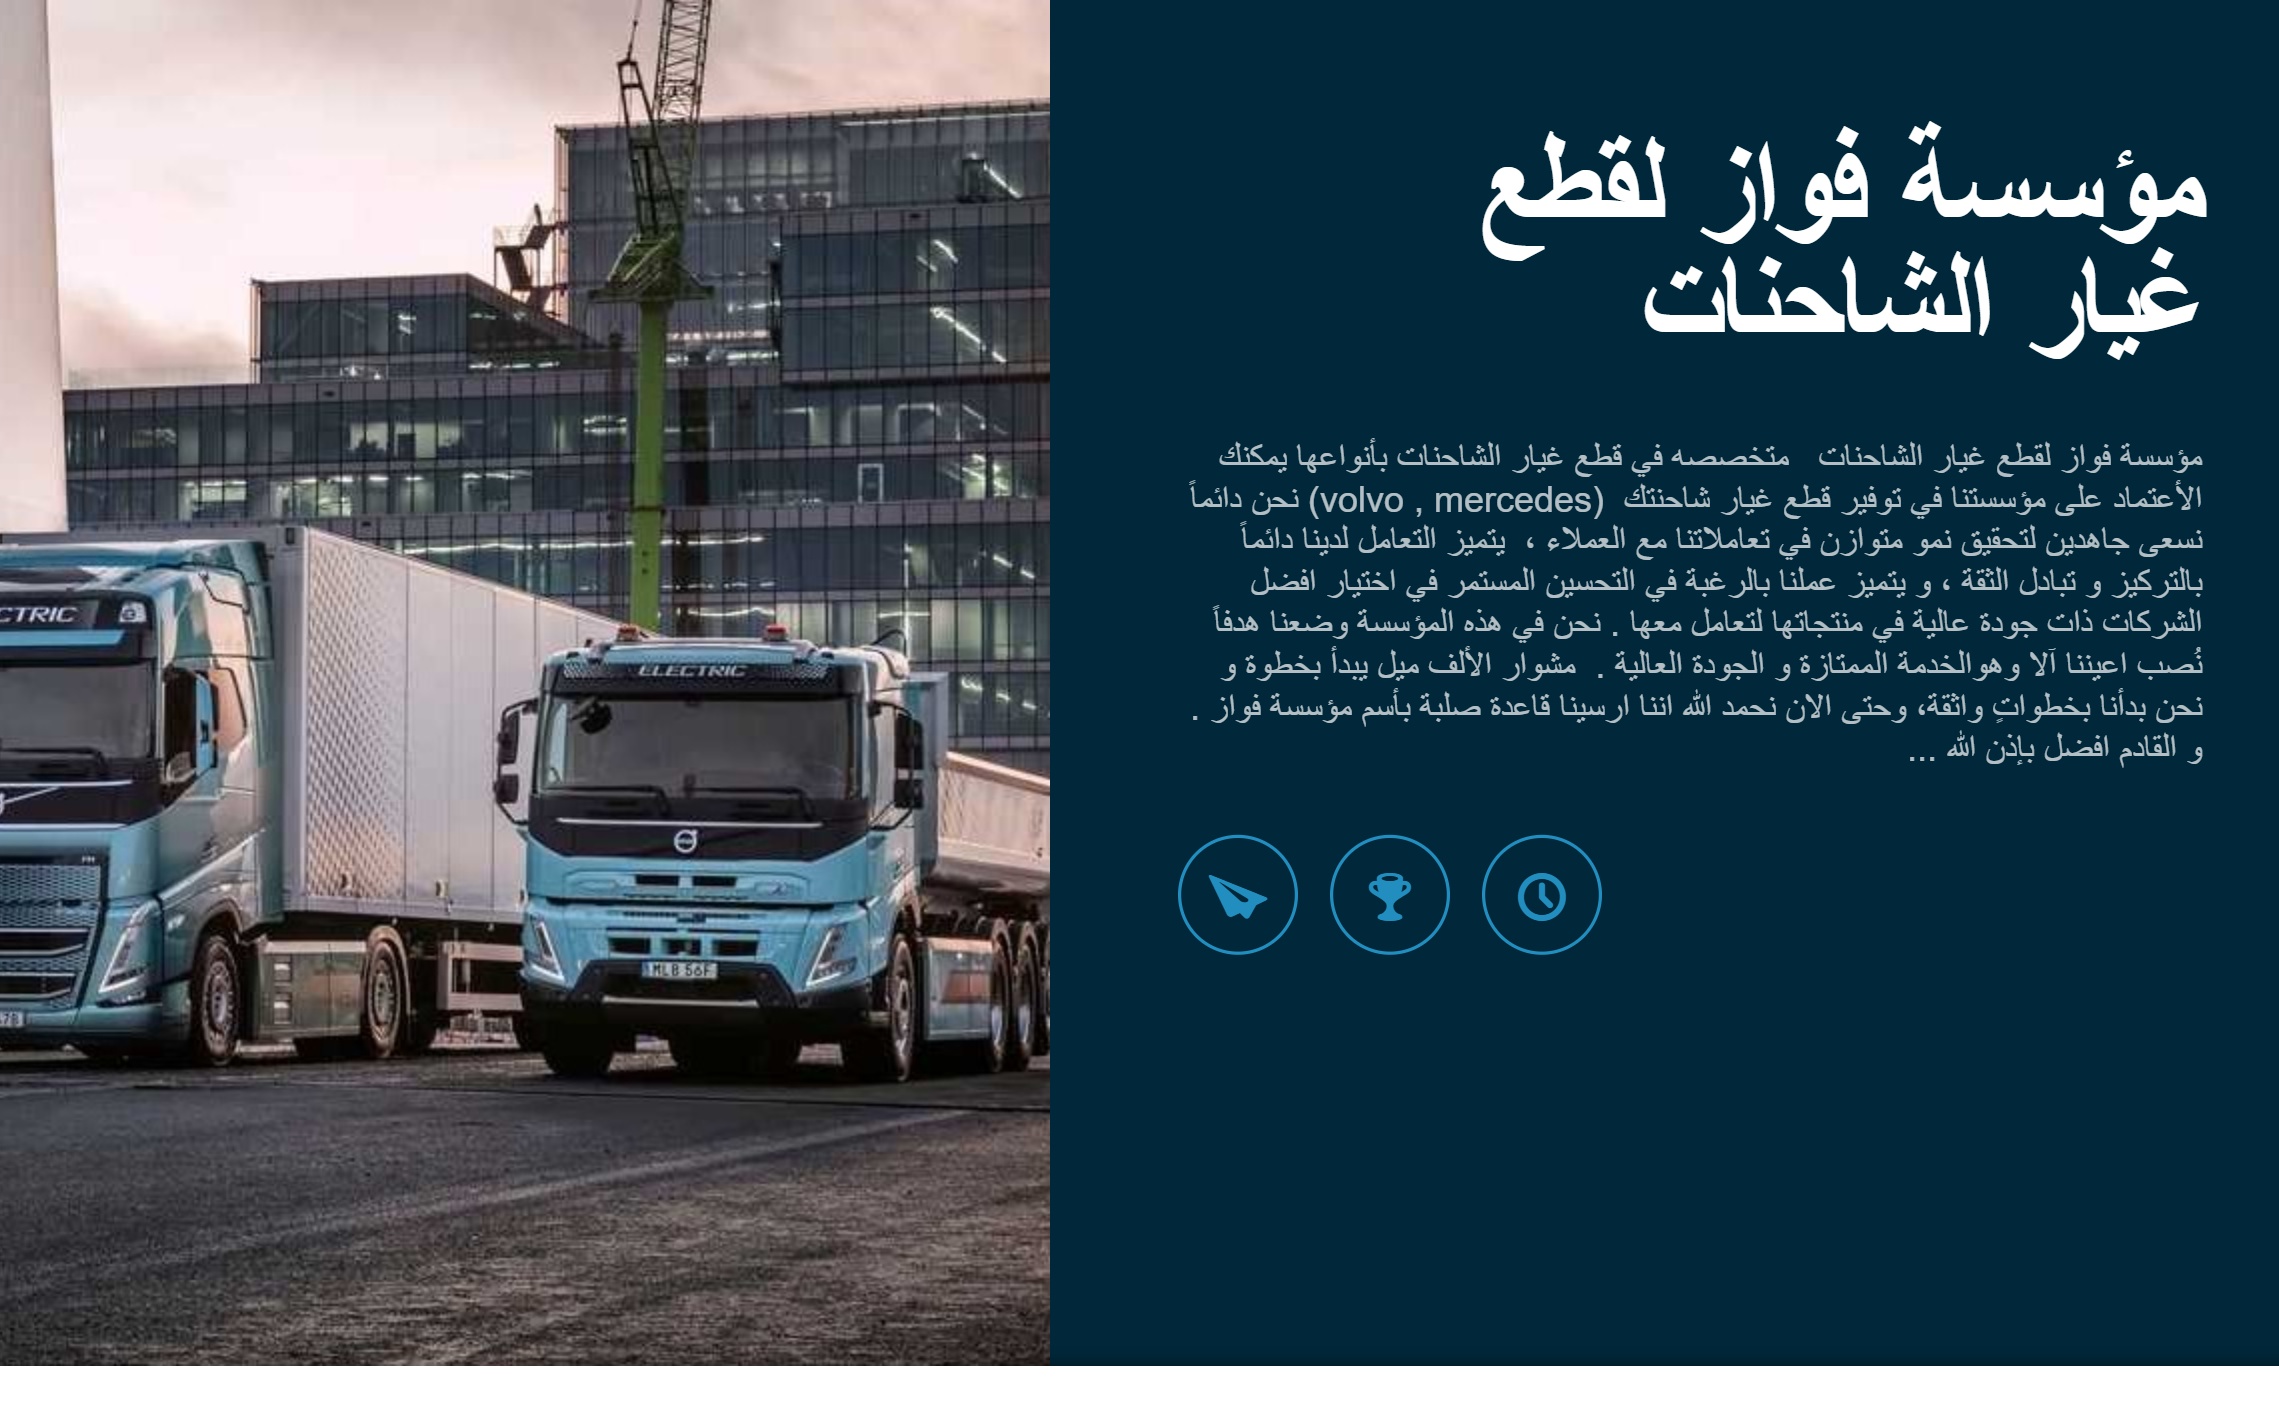 مؤسسة فواز لقطع
غيار الشاحنات
مؤسسة فواز لقطع غيار الشاحنات متخصصه في قطع غيار الشاحنات بأنواعها يمكنك
الأعتماد على مؤسستنا في توفير قطع غيار شاحنتك (volvo , mercedes) نحن دائماً
نسعى جاهدين لتحقيق نمو متوازن في تعاملاتنا مع العملاء ، يتميز التعامل لدينا دائماً
بالتركيز و تبادل الثقة ، و يتميز عملنا بالرغبة في التحسين المستمر في اختيار افضل
الشركات ذات جودة عالية في منتجاتها لتعامل معها . نحن في هذه المؤسسة وضعنا هدفاً
نُصب اعيننا آلا وهوالخدمة الممتازة و الجودة العالية . مشوار الألف ميل يبدأ بخطوة و
نحن بدأنا بخطواتٍ واثقة، وحتى الان نحمد الله اننا ارسينا قاعدة صلبة بأسم مؤسسة فواز .
و القادم افضل بإذن الله ...
CTRIC
ELECTRIC
FH
MLB 56F